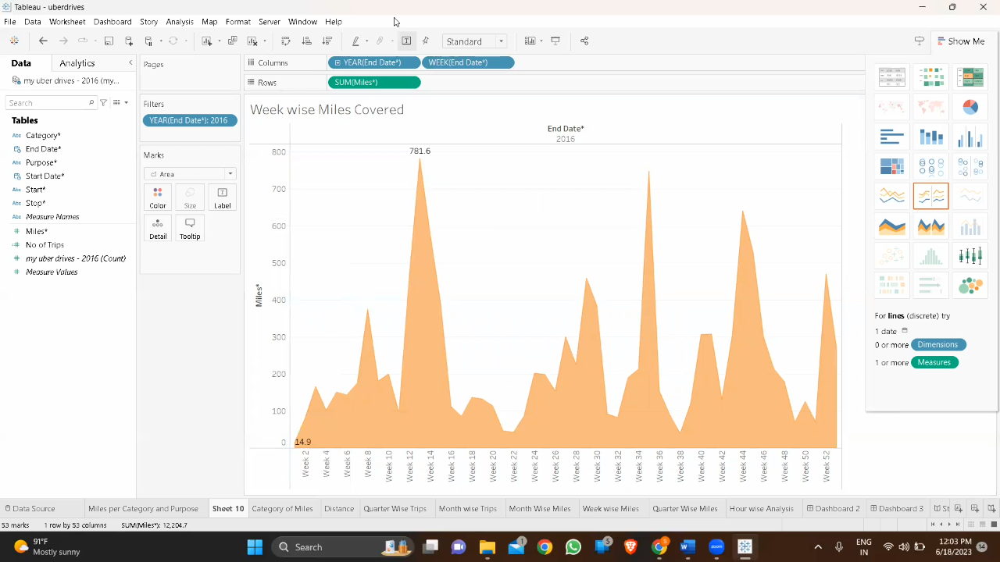 Tableau - uberdrives
File Data Worksheet Dashboard Story Analysis Map Format Server Window Help
Standard
Show Me
Data Analytics
my uber drives - 2016 (my...
Search
Tables
Abc Category*
End Date*
Abc Purpose*
Start Date*
Abc Start*
Abc Stop*
Abc Measure Names
# Miles*
No of Trips
# my uber drives - 2016 (Count)
# Measure Values
Pages
Filters
YEAR(End Date*): 2016
Marks
Area
Color Size Label
Detail Tooltip
Columns YEAR(End Date*) WEEK(End Date*)
Rows SUM(Miles*)
Week wise Miles Covered
End Date*
2016
800
700
600
500
400
300
200
100
0
Miles*
781.6
14.9
Week 2 Week 4 Week 6 Week 8 Week 10 Week 12 Week 14 Week 16 Week 18 Week 20 Week 22 Week 24 Week 26 Week 28 Week 30 Week 32 Week 34 Week 36 Week 38 Week 40 Week 42 Week 44 Week 46 Week 48 Week 50 Week 52
For lines (discrete) try
1 date
0 or more Dimensions
1 or more Measures
Data Source Miles per Category and Purpose Sheet 10 Category of Miles Distance Quarter Wise Trips Month wise Trips Month Wise Miles Week wise Miles Quarter Wise Miles Hour wise Analysis Dashboard 2 Dashboard 3 St
53 marks 1 row by 53 columns SUM(Miles*): 12,204.7
91°F
Mostly sunny
Search
1
5
8
zoom
ENG
IN
12:03 PM
6/18/2023
14